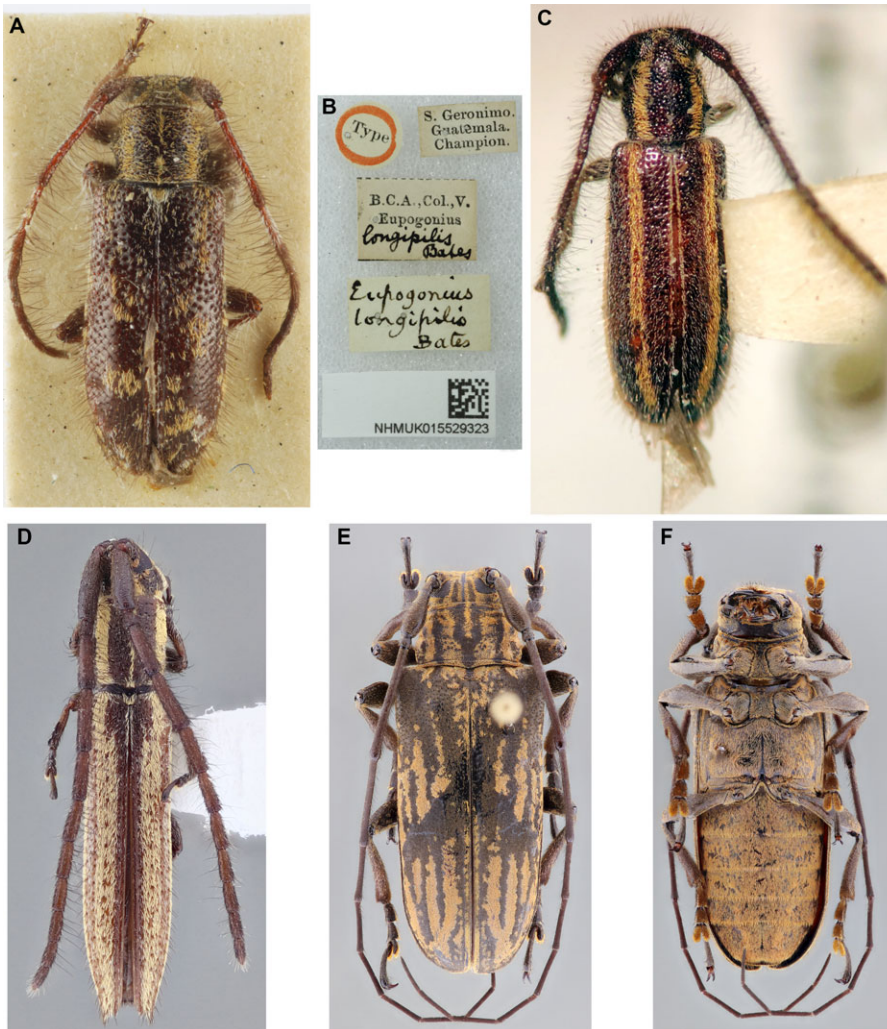 A
B
Type
S. Geronimo.
Guatemala.
Champion.
B.C.A., Col., V.
Eupogonius
longipilis
Bates
Eupogonius
longipilis
Bates
NHMUK015529323
C
D
E
F